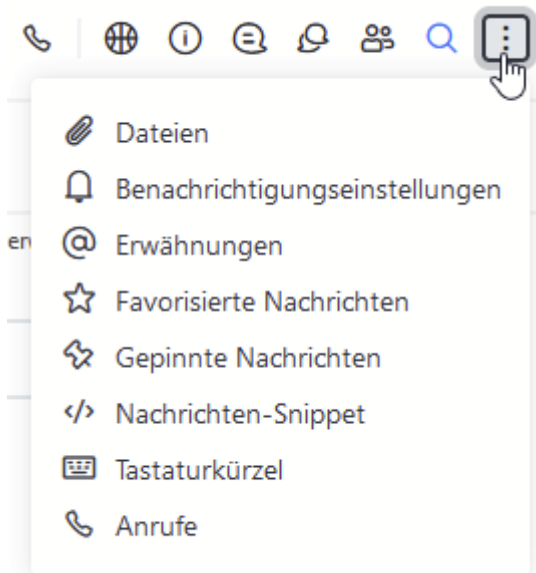 Dateien
Benachrichtigungseinstellungen
Erwähnungen
Favorisierte Nachrichten
Gepinnte Nachrichten
Nachrichten-Snippet
Tastaturkürzel
Anrufe